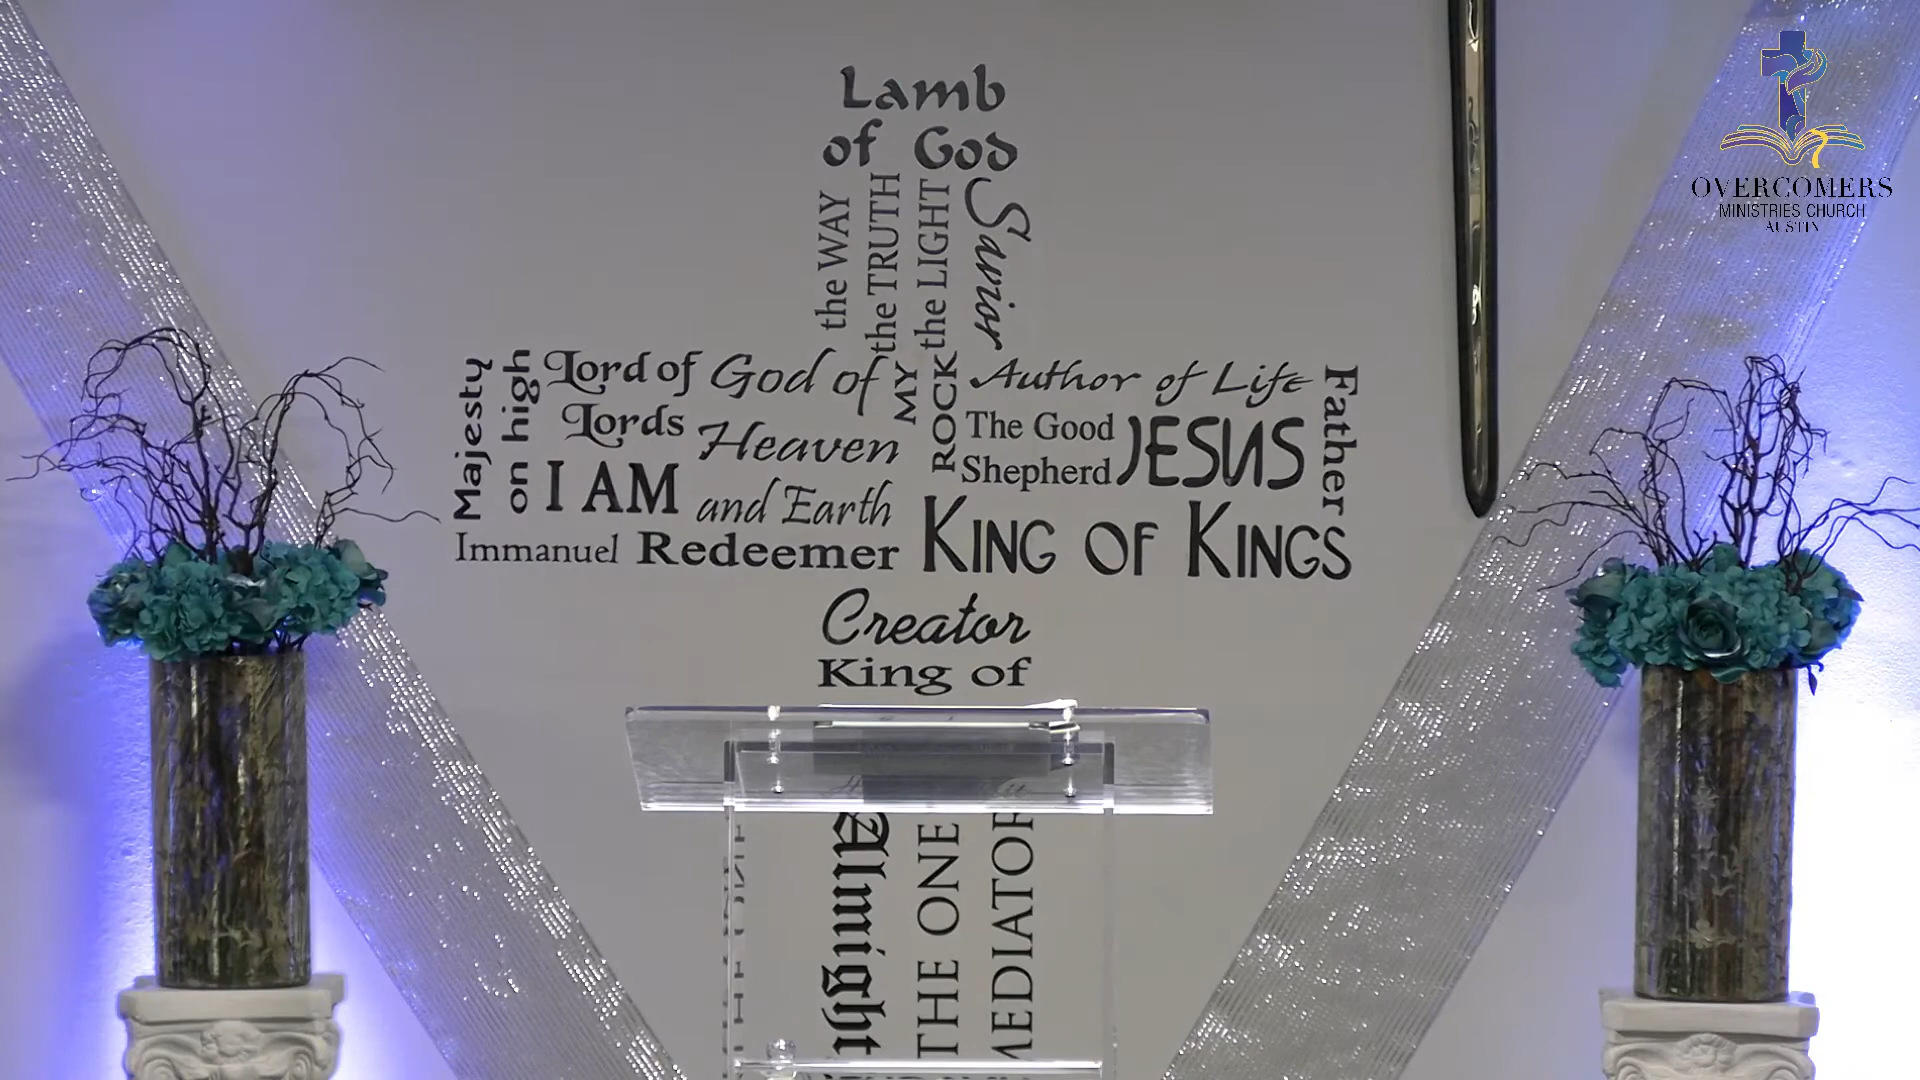 Lamb
of God
the WAY
the TRUTH
the LIGHT
Savior
Majesty
on high
Lord of
Lords
God of
Heaven
and Earth
I AM
Immanuel
Redeemer
MY
ROCK
Author of Life
The Good
Shepherd
JESUS
Father
KING OF KINGS
Creator
King of
Almight
THE ONE
MEDIATOR
OVERCOMERS
MINISTRIES CHURCH
AUSTIN